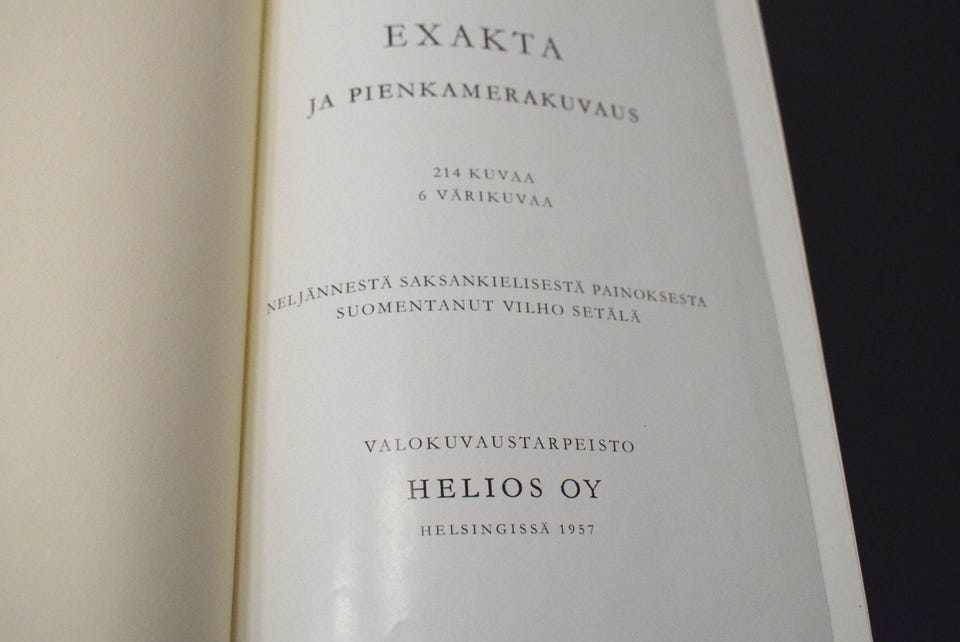 EXAKTA
JA PIENKAMERAKUVAUS
214 KUVAA
6 VÄRIKUVAA
NELJÄNNESTÄ SAKSANKIELISESTÄ PAINOKSESTA
SUOMENTANUT VILHO SETÄLÄ
VALOKUVAUSTARPEISTO
HELIOS OY
HELSINGISSÄ 1957